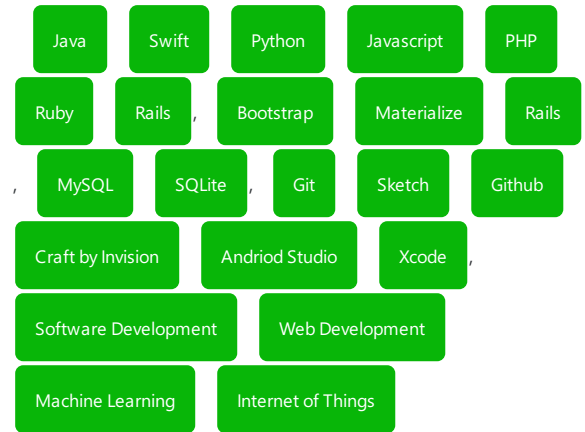 Java Swift Python Javascript PHP
Ruby Rails , Bootstrap Materialize Rails
, MySQL SQLite , Git Sketch Github
Craft by Invision Andriod Studio Xcode ,
Software Development Web Development
Machine Learning Internet of Things